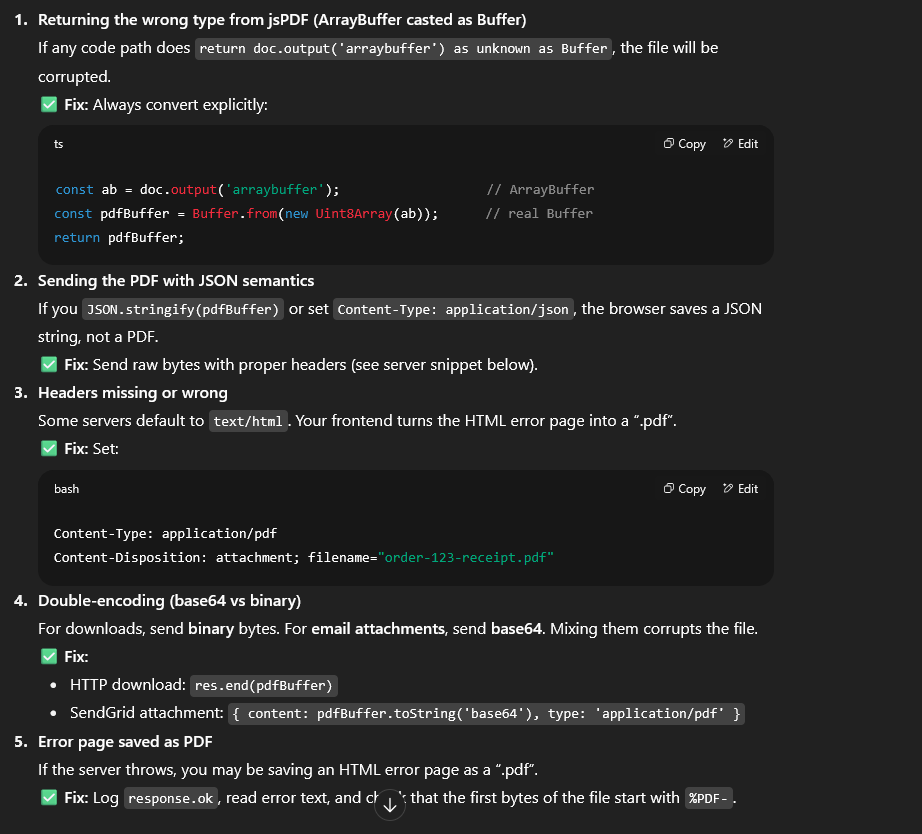 1. Returning the wrong type from jsPDF (ArrayBuffer casted as Buffer)
If any code path does return doc.output('arraybuffer') as unknown as Buffer, the file will be
corrupted.
✅ Fix: Always convert explicitly:
ts Copy Edit
const ab = doc.output('arraybuffer'); // ArrayBuffer
const pdfBuffer = Buffer.from(new Uint8Array(ab)); // real Buffer
return pdfBuffer;
2. Sending the PDF with JSON semantics
If you JSON.stringify(pdfBuffer) or set Content-Type: application/json, the browser saves a JSON
string, not a PDF.
✅ Fix: Send raw bytes with proper headers (see server snippet below).
3. Headers missing or wrong
Some servers default to text/html. Your frontend turns the HTML error page into a “.pdf”.
✅ Fix: Set:
bash Copy Edit
Content-Type: application/pdf
Content-Disposition: attachment; filename="order-123-receipt.pdf"
4. Double-encoding (base64 vs binary)
For downloads, send binary bytes. For email attachments, send base64. Mixing them corrupts the file.
✅ Fix:
• HTTP download: res.end(pdfBuffer)
• SendGrid attachment: { content: pdfBuffer.toString('base64'), type: 'application/pdf' }
5. Error page saved as PDF
If the server throws, you may be saving an HTML error page as a “.pdf”.
✅ Fix: Log response.ok, read error text, and that the first bytes of the file start with %PDF-.